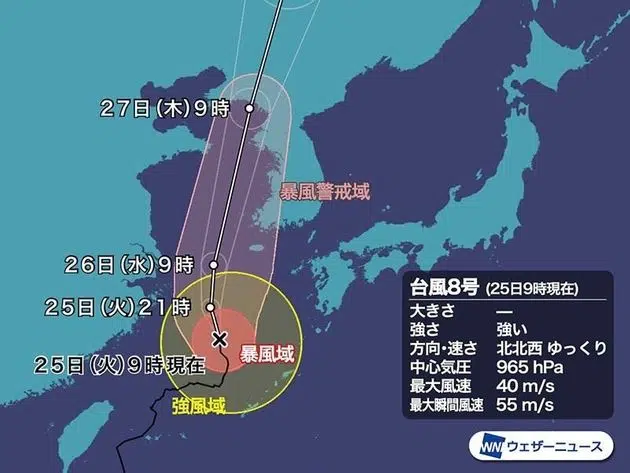 27日(木)9時
暴風警戒域
26日(水)9時
25日(火)21時
25日(火)9時現在
暴風域
強風域
台風8号 (25日9時現在)
大きさ ―
強さ 強い
方向・速さ 北北西 ゆっくり
中心気圧 965 hPa
最大風速 40 m/s
最大瞬間風速 55 m/s
WN ウェザーニュース